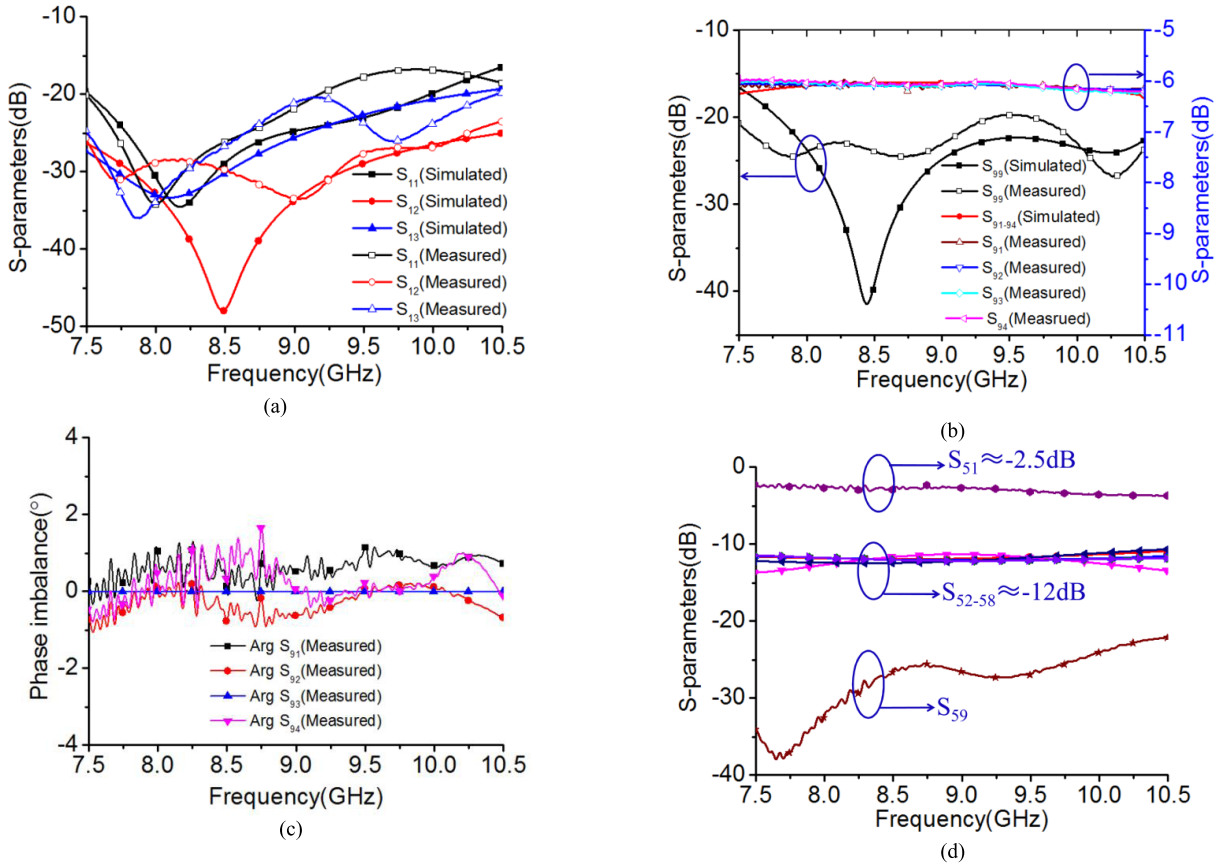 (a)
-10
-20
-30
-40
-50
S-parameters(dB)
7.5 8.0 8.5 9.0 9.5 10.0 10.5
Frequency(GHz)
S11(Simulated)
S12(Simulated)
S13(Simulated)
S11(Measured)
S12(Measured)
S13(Measured)
(a)
(b)
-10
-20
-30
-40
S-parameters(dB)
-5
-6
-7
-8
-9
-10
-11
S-parameters(dB)
7.5 8.0 8.5 9.0 9.5 10.0 10.5
Frequency(GHz)
S99(Simulated)
S99(Measured)
S91-94(Simulated)
S91(Measured)
S92(Measured)
S93(Measured)
S94(Measrued)
(b)
4
2
0
-2
-4
Phase imbalance(°)
7.5 8.0 8.5 9.0 9.5 10.0 10.5
Frequency(GHz)
Arg S91(Measured)
Arg S92(Measured)
Arg S93(Measured)
Arg S94(Measured)
(c)
0
-10
-20
-30
-40
S-parameters(dB)
7.5 8.0 8.5 9.0 9.5 10.0 10.5
Frequency(GHz)
S51≈-2.5dB
S52-58≈-12dB
S59
(d)